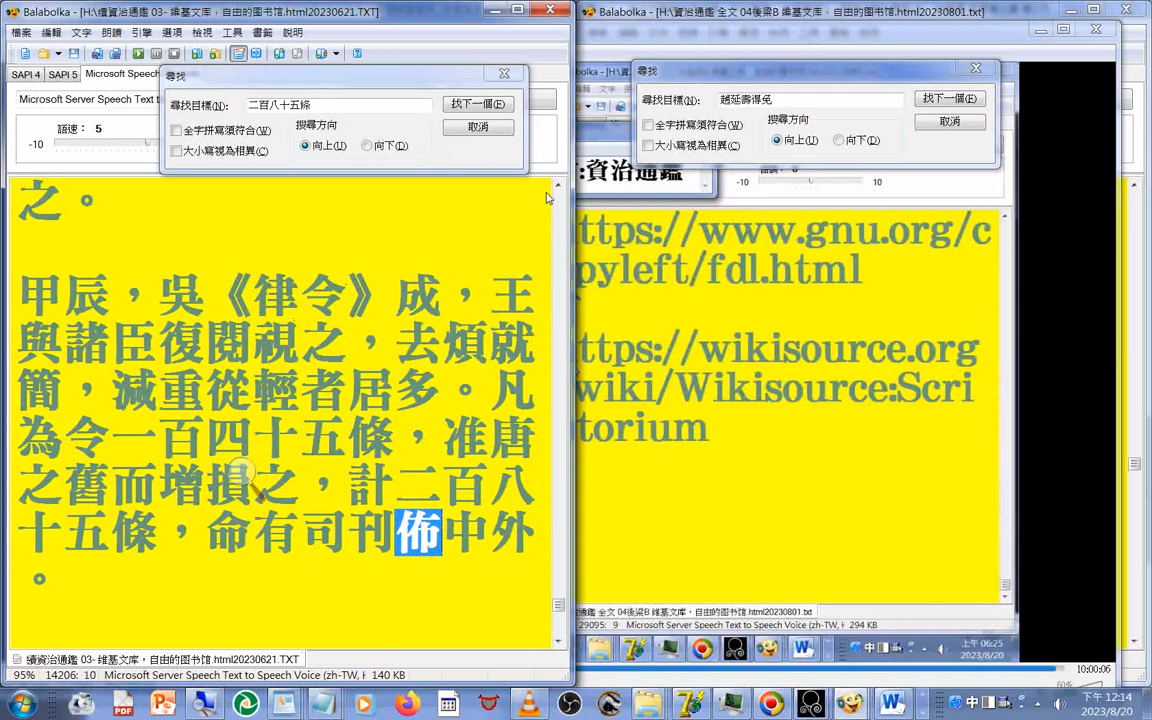 Balabolka - [H:\續資治通鑑 03- 維基文库，自由的图书馆.html20230621.TXT]
檔案 編輯 文字 朗讀 引擎 選項 檢視 工具 書籤 說明
SAPI 4 SAPI 5 Microsoft Speech
Microsoft Server Speech Text to
語速： 5
-10
尋找
尋找目標(N): 二百八十五條
找下一個(F)
全字拼寫須符合(W)
大小寫視為相異(C)
搜尋方向
向上(U) 向下(D)
取消
之。
甲辰，吳《律令》成，王
與諸臣復閱視之，去煩就
簡，減重從輕者居多。凡
為令一百四十五條，准唐
之舊而增損之，計二百八
十五條，命有司刊佈中外
。
續資治通鑑 03- 維基文库，自由的图书馆.html20230621.TXT
95% 14206: 10 Microsoft Server Speech Text to Speech Voice (zh-TW, H 140 KB
Balabolka - [H:\資治通鑑 全文 04後梁B 維基文库，自由的图书馆.html20230801.txt]
尋找
尋找目標(N): 趙延壽得免
找下一個(F)
全字拼寫須符合(W)
大小寫視為相異(C)
搜尋方向
向上(U) 向下(D)
取消
:資治通鑑
-10 10
ttps://www.gnu.org/c
pyleft/fdl.html
ttps://wikisource.org
wiki/Wikisource:Scri
torium
資治通鑑 全文 04後梁B 維基文库，自由的图书馆.html20230801.txt
29095: 9 Microsoft Server Speech Text to Speech Voice (zh-TW, H 294 KB
上午 06:25
2023/8/20
10:00:06
60%
下午 12:14
2023/8/20